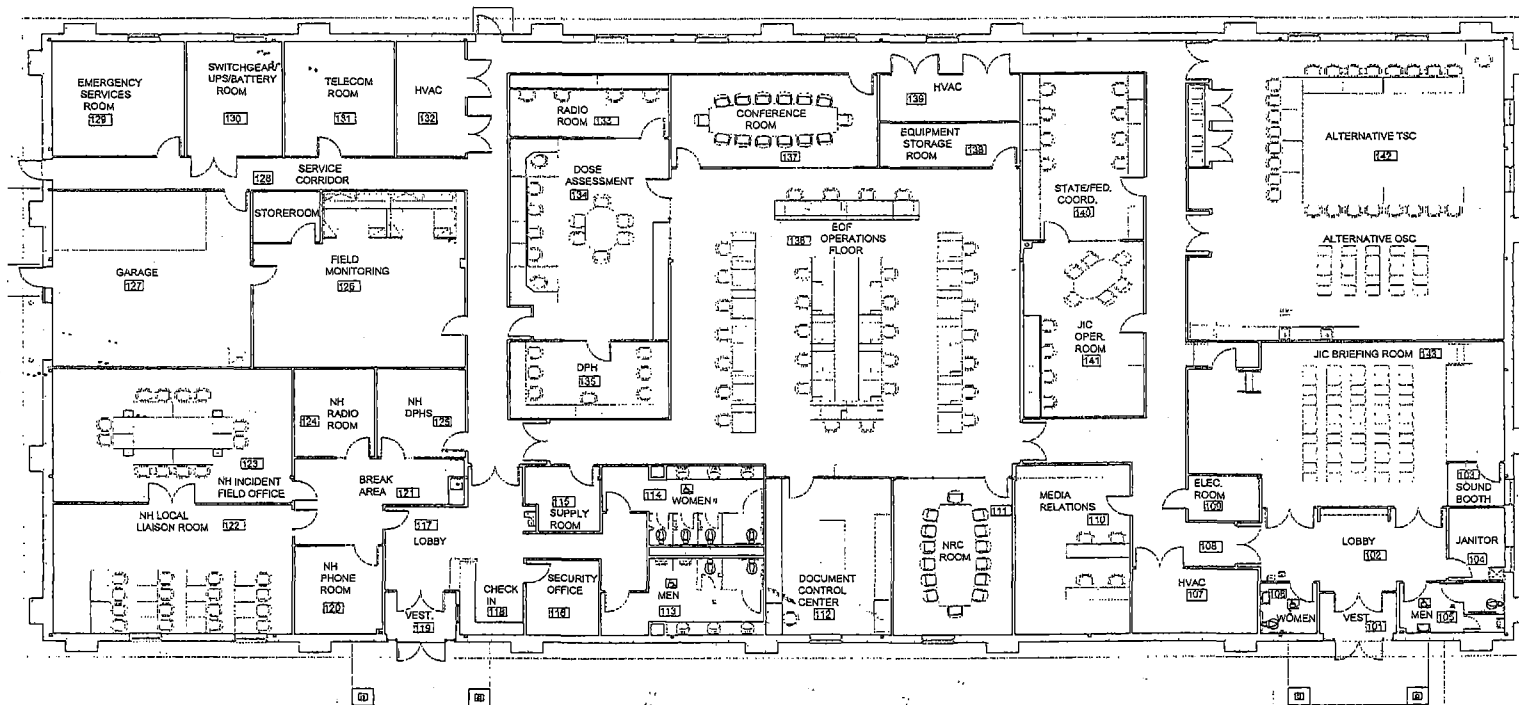 EMERGENCY
SERVICES
ROOM
129
SWITCHGEAR/
UPS/BATTERY
ROOM
130
TELECOM
ROOM
131
HVAC
132
SERVICE
128
CORRIDOR
GARAGE
127
STOREROOM
FIELD
MONITORING
126
RADIO
ROOM 133
DOSE
ASSESSMENT
134
DPH
135
CONFERENCE
ROOM
137
HVAC
139
EQUIPMENT
STORAGE
ROOM
138
EOF
136 OPERATIONS
FLOOR
STATE/FED.
COORD.
140
JIC
OPER.
ROOM
141
ALTERNATIVE TSC
142
ALTERNATIVE OSC
JIC BRIEFING ROOM 143
NH
RADIO
124 ROOM
NH
DPHS
125
123
NH INCIDENT
FIELD OFFICE
BREAK
AREA 121
NH LOCAL
LIAISON ROOM 122
NH
PHONE
ROOM
120
117
LOBBY
VEST.
119
CHECK
IN 118
115
SUPPLY
ROOM
SECURITY
OFFICE
116
114
WOMEN
MEN
113
DOCUMENT
CONTROL
CENTER
112
111
NRC
ROOM
MEDIA
RELATIONS
110
ELEC.
ROOM
109
108
HVAC
107
103
SOUND
BOOTH
LOBBY
102
JANITOR
104
106
WOMEN
VEST. 101
MEN 105